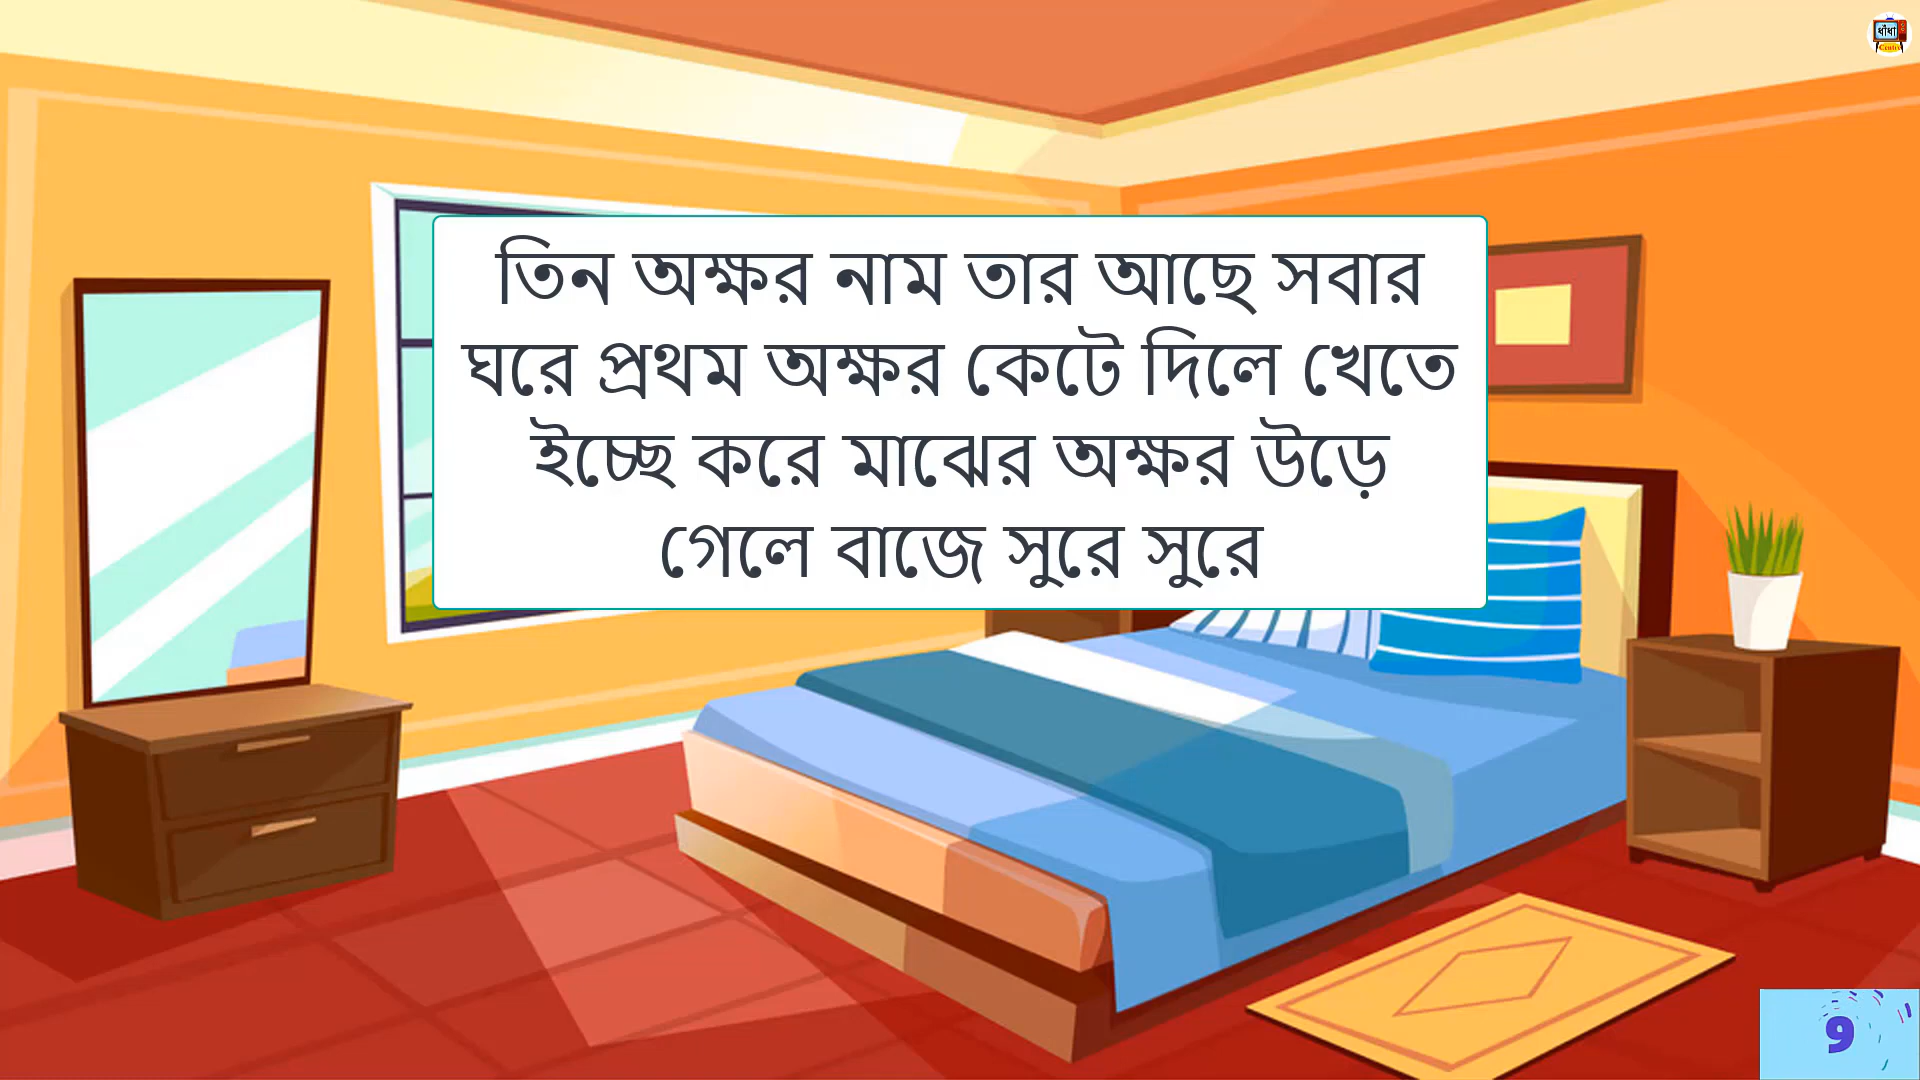 ধাঁধা
তিন অক্ষর নাম তার আছে সবার
ঘরে প্রথম অক্ষর কেটে দিলে খেতে
ইচ্ছে করে মাঝের অক্ষর উড়ে
গেলে বাজে সুরে সুরে
9